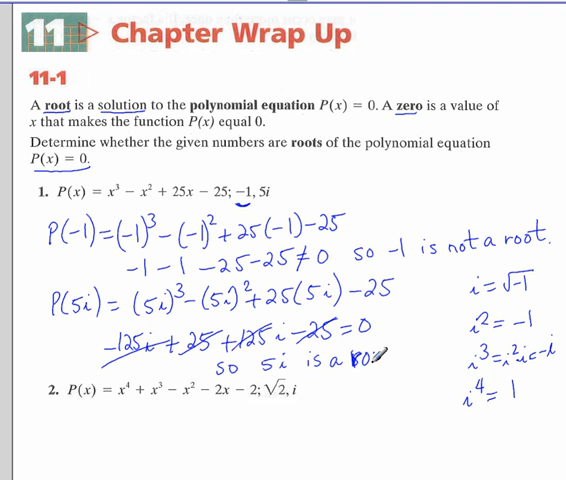 11 Chapter Wrap Up
11-1
A root is a solution to the polynomial equation P(x) = 0. A zero is a value of
x that makes the function P(x) equal 0.
Determine whether the given numbers are roots of the polynomial equation
P(x) = 0.
1. P(x) = x³ − x² + 25x − 25; −1, 5i
P(-1) = (-1)³ - (-1)² + 25(-1) - 25
-1 - 1 - 25 - 25 ≠ 0 so -1 is not a root.
P(5i) = (5i)³ - (5i)² + 25(5i) - 25
-125i + 25 + 125i - 25 = 0
so 5i is a
i = √-1
i² = -1
i³ = i²i = -i
i⁴ = 1
2. P(x) = x⁴ + x³ − x² − 2x − 2; √2, i